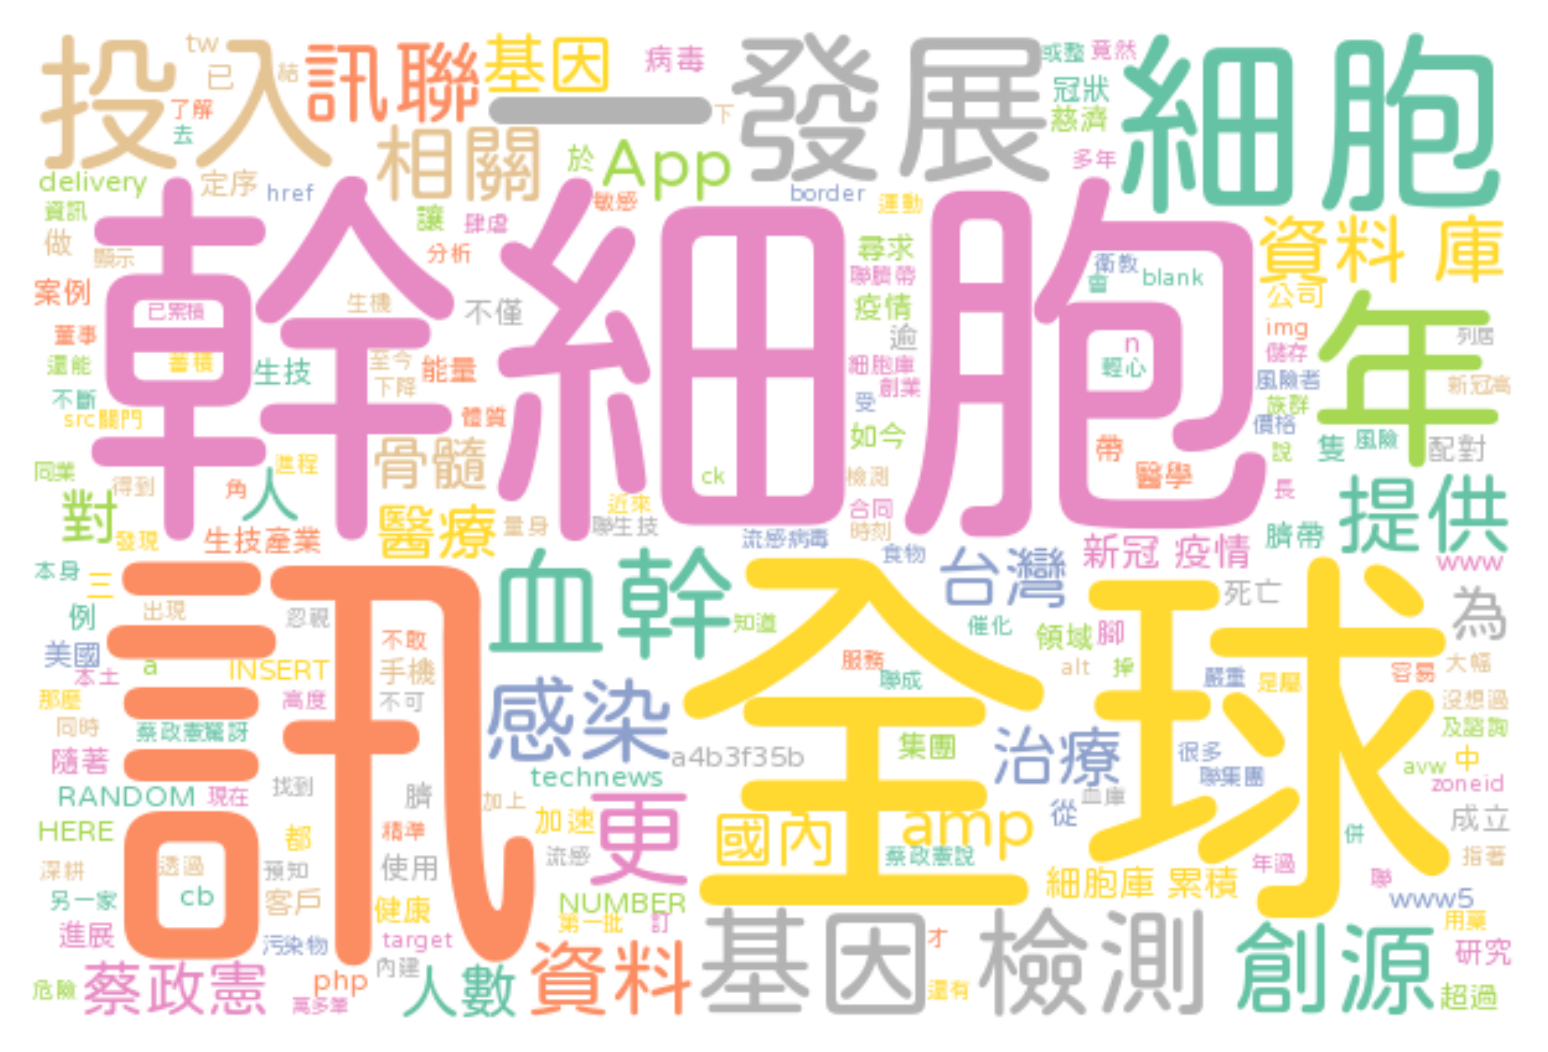 投入
tw
已
結
了解
去
訊聯
基因
病毒
一
下
發展
或整
竟然
冠狀
慈濟
多年
細胞
相關
於
App
delivery
定序
href
敏感
border
運動
資訊
做
顯示
讓
肆虐
分析
尋求
聯臍帶
疫情
逾
細胞庫
創業
受
如今
檢測
合同
時刻
幹細胞
衛教
會
blank
資料 庫
公司
img
儲存
風險者
族群
價格
說
隻
風險
長
年
列居
新冠高
配對
案例
董事
還能
不斷
src
關門
同業
得到
已累積
蓄積
生技
生機
至今
下降
能量
體質
不僅
n
輕心
帶
醫學
ck
骨髓
進程
人
角
對
發現
生技產業
醫療
量身
近來
聯生技
流感病毒
食物
台灣
新冠 疫情
臍帶
提供
www
本身
三
例
出現
忽視
美國
本土
a
INSERT
那麼
同時
高度
蔡政憲驚訝
隨著
RANDOM
現在
找到
HERE
訊
不敢
手機
不可
血幹
知道
感染
a4b3f35b
technews
臍
加上
精準
加速
流感
更
全球
催化
領域
腳
服務
聯成
alt
操
死亡
為
嚴重
是屬
容易
大幅
沒想過
及諮詢
集團
治療
很多
聯集團
avw
中
zoneid
血庫
從
成立
併
指著
國內
amp
蔡政憲說
年過
聯
細胞庫 累積
www5
用藥
深耕
透過
都
預知
使用
另一家
cb
客戶
健康
NUMBER
第一批
訂
進展
污染物
target
內建
危險
蔡政憲
php
萬多筆
人數
資料
基因
檢測
才
還有
創源
研究
超過